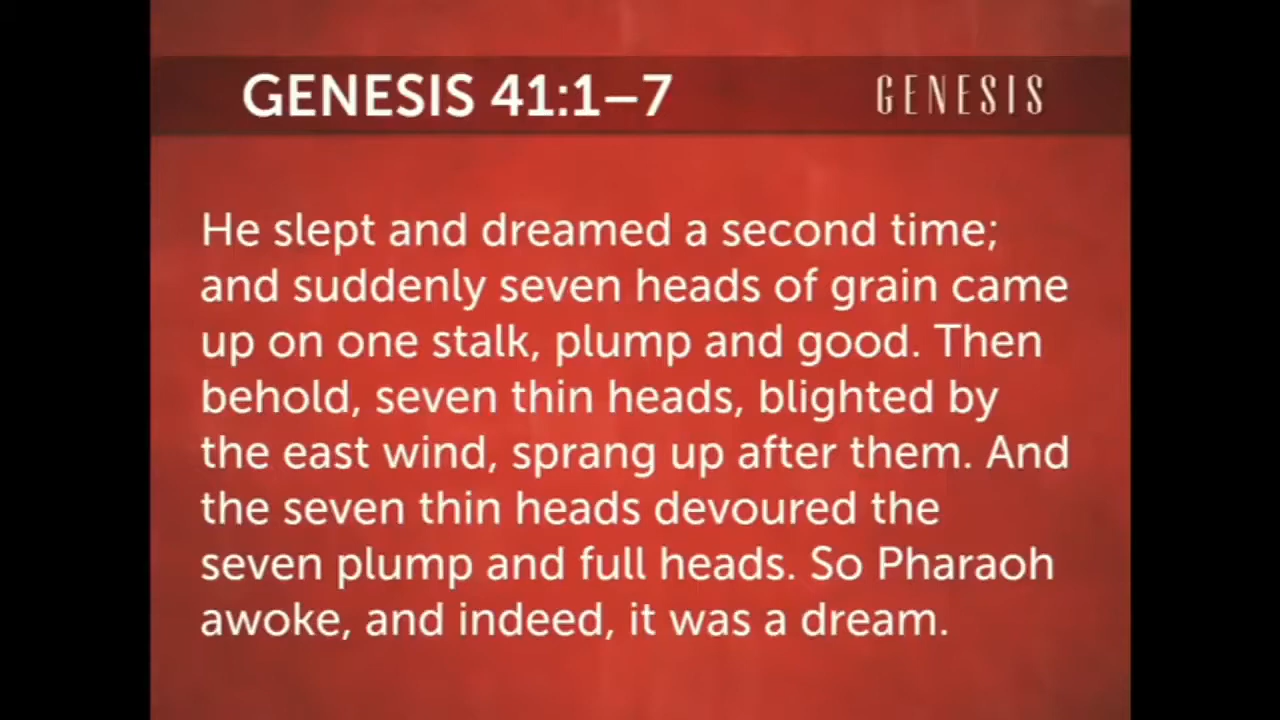 GENESIS 41:1–7
GENESIS
He slept and dreamed a second time;
and suddenly seven heads of grain came
up on one stalk, plump and good. Then
behold, seven thin heads, blighted by
the east wind, sprang up after them. And
the seven thin heads devoured the
seven plump and full heads. So Pharaoh
awoke, and indeed, it was a dream.